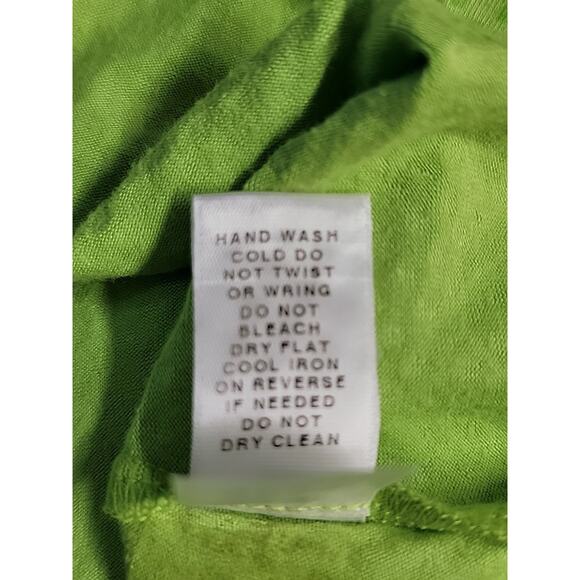 HAND WASH
COLD DO
NOT TWIST
OR WRING
DO NOT
BLEACH
DRY FLAT
COOL IRON
ON REVERSE
IF NEEDED
DO NOT
DRY CLEAN